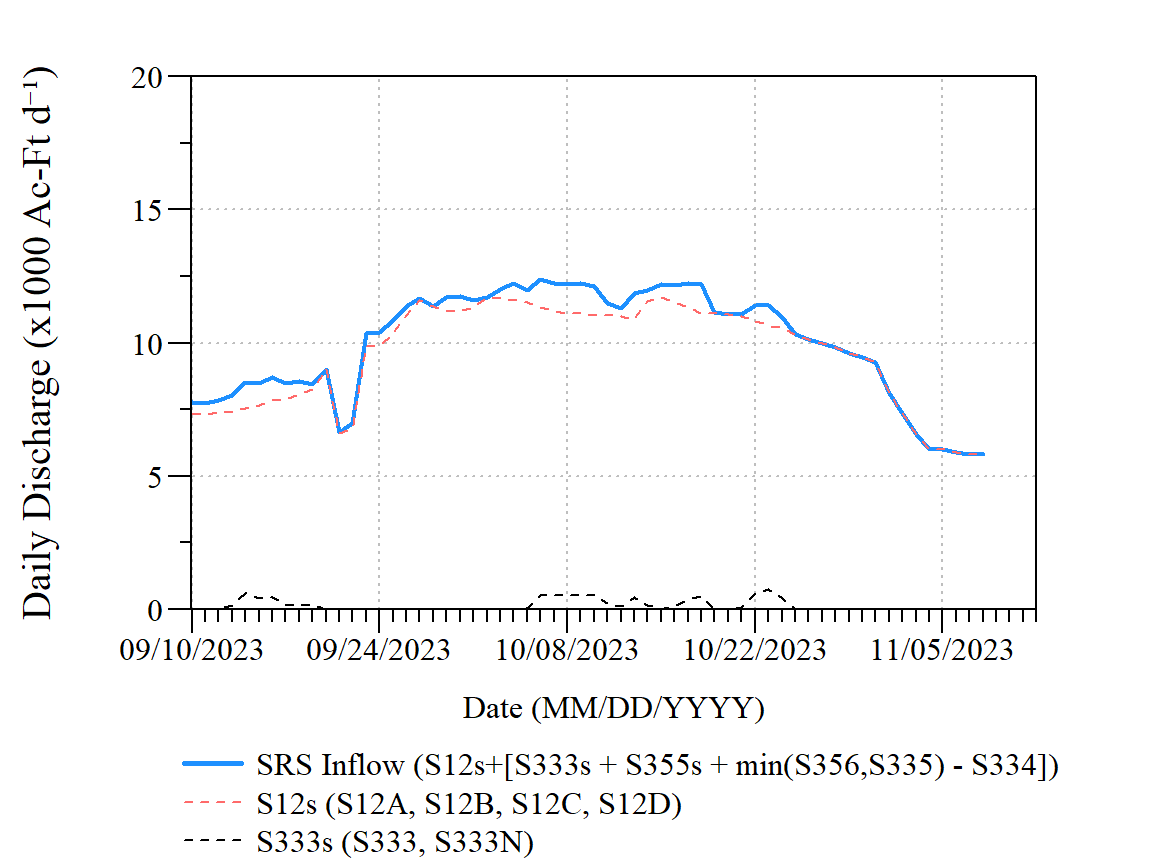 Daily Discharge (x1000 Ac-Ft d⁻¹)
20
15
10
5
0
09/10/2023 09/24/2023 10/08/2023 10/22/2023 11/05/2023
Date (MM/DD/YYYY)
SRS Inflow (S12s+[S333s + S355s + min(S356,S335) - S334])
S12s (S12A, S12B, S12C, S12D)
S333s (S333, S333N)